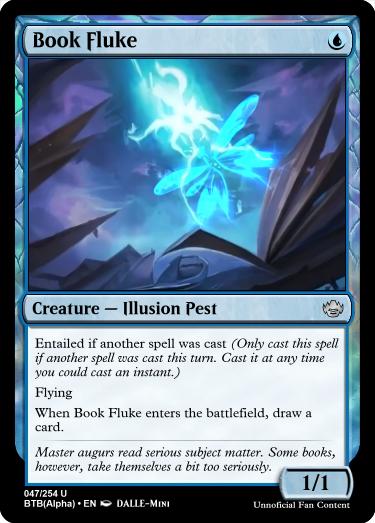 Book Fluke
Creature — Illusion Pest
Entailed if another spell was cast (Only cast this spell
if another spell was cast this turn. Cast it at any time
you could cast an instant.)
Flying
When Book Fluke enters the battlefield, draw a
card.
Master augurs read serious subject matter. Some books,
however, take themselves a bit too seriously.
1/1
047/254 U
BTB(Alpha) • EN DALLE-Mini
Unofficial Fan Content